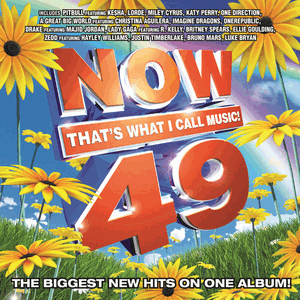 INCLUDES PITBULL FEATURING KESHA, LORDE, MILEY CYRUS, KATY PERRY, ONE DIRECTION,
A GREAT BIG WORLD FEATURING CHRISTINA AGUILERA, IMAGINE DRAGONS, ONEREPUBLIC,
DRAKE FEATURING MAJID JORDAN, LADY GAGA FEATURING R. KELLY, BRITNEY SPEARS, ELLIE GOULDING,
ZEDD FEATURING HAYLEY WILLIAMS, JUSTIN TIMBERLAKE, BRUNO MARS, LUKE BRYAN
NOW
THAT'S WHAT I CALL MUSIC!
49
THE BIGGEST NEW HITS ON ONE ALBUM!